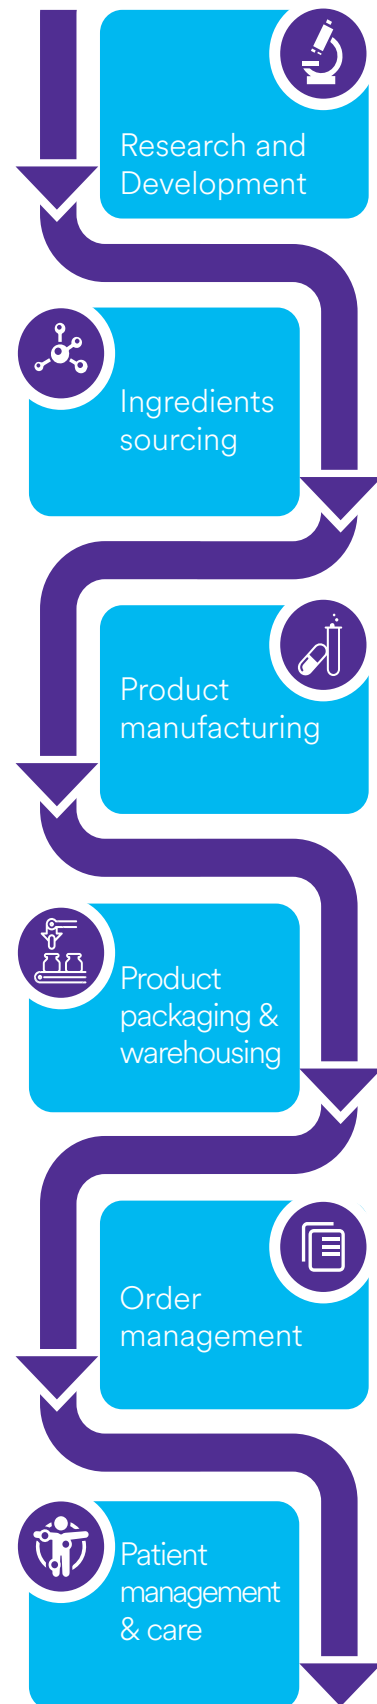 Research and
Development
Ingredients
sourcing
Product
manufacturing
Product
packaging &
warehousing
Order
management
Patient
management
& care